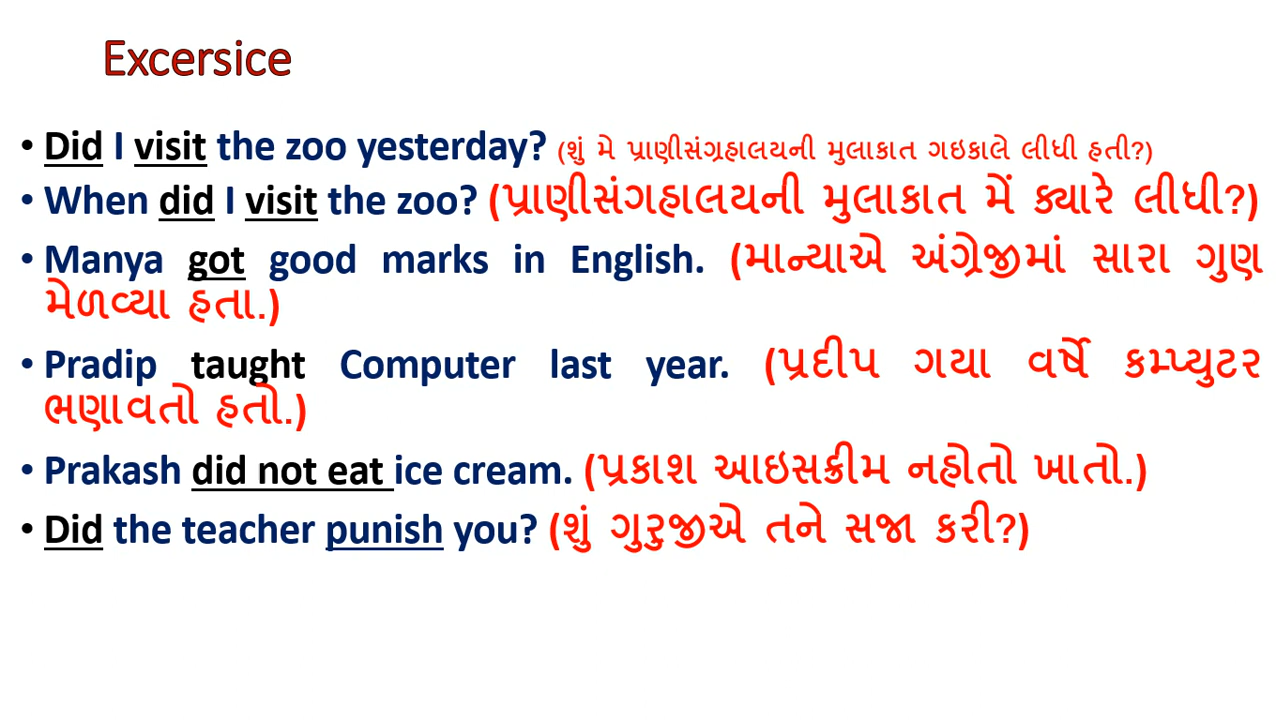 Excersice
• Did I visit the zoo yesterday? (શું મે પ્રાણીસંગ્રહાલયની મુલાકાત ગઇકાલે લીધી હતી?)
• When did I visit the zoo? (પ્રાણીસંગહાલયની મુલાકાત મેં ક્યારે લીધી?)
• Manya got good marks in English. (માન્યાએ અંગ્રેજીમાં સારા ગુણ
મેળવ્યા હતા.)
• Pradip taught Computer last year. (પ્રદીપ ગયા વર્ષે કમ્પ્યુટર
ભણાવતો હતો.)
• Prakash did not eat ice cream. (પ્રકાશ આઇસક્રીમ નહોતો ખાતો.)
• Did the teacher punish you? (શું ગુરુજીએ તને સજા કરી?)